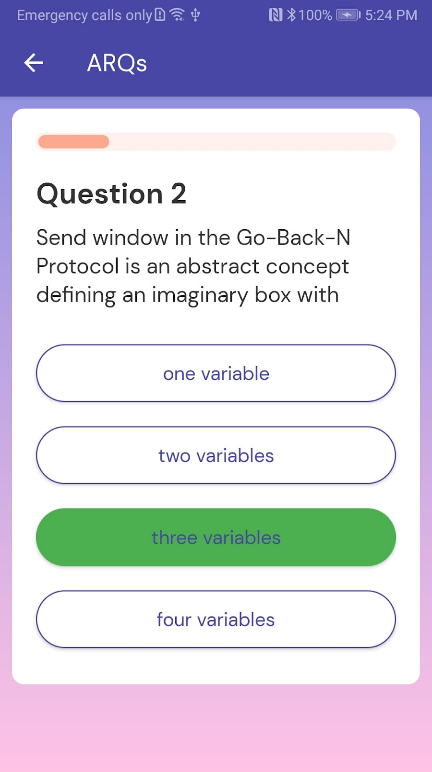 Emergency calls only 100% 5:24 PM
ARQs
Question 2
Send window in the Go-Back-N
Protocol is an abstract concept
defining an imaginary box with
one variable
two variables
three variables
four variables